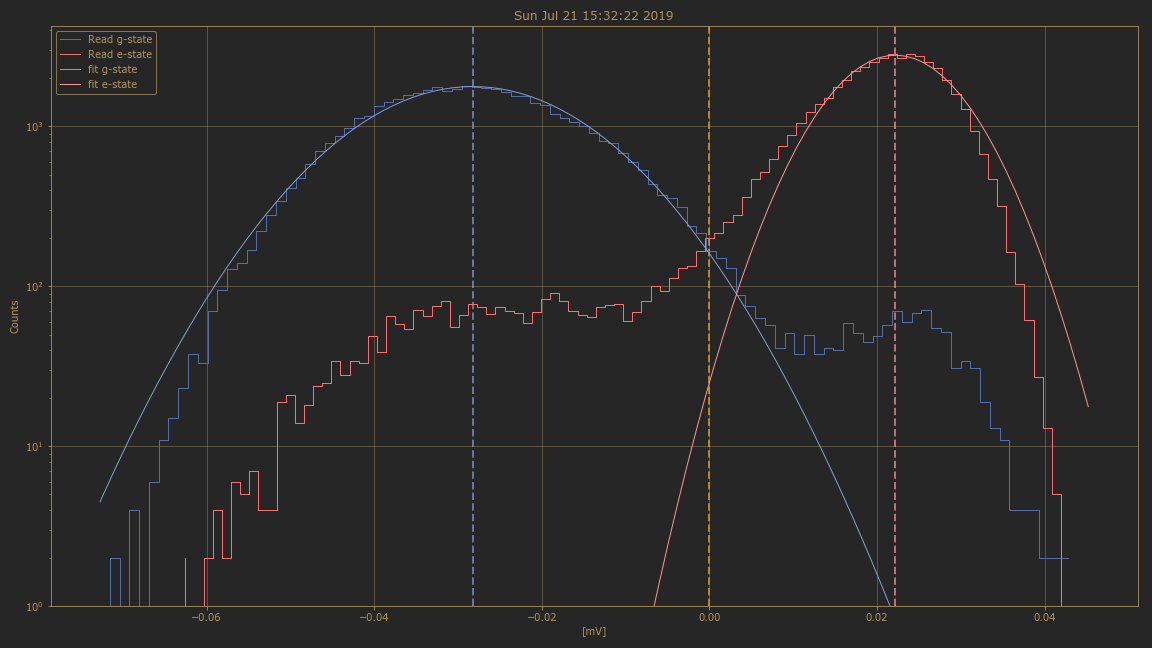 Sun Jul 21 15:32:22 2019
Read g-state
Read e-state
fit g-state
fit e-state
Counts
10³
10²
10¹
10⁰
−0.06
−0.04
−0.02
0.00
0.02
0.04
[mV]